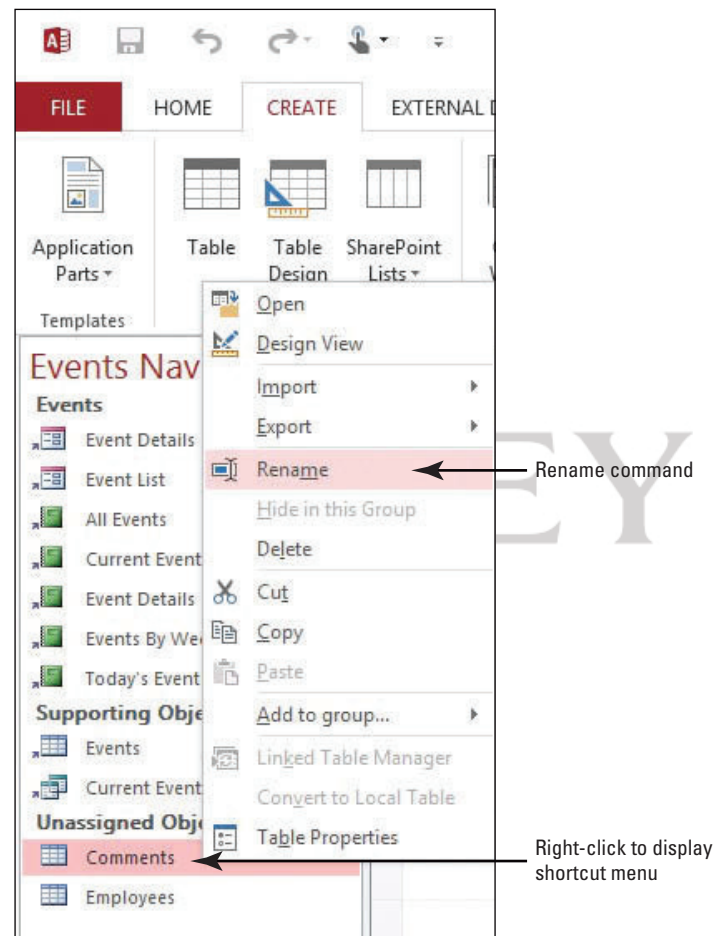 FILE HOME CREATE EXTERNAL
Application Parts
Table
Table Design
SharePoint Lists
Templates
Events Nav
Events
Event Details
Event List
All Events
Current Event
Event Details
Events By We
Today's Event
Supporting Obje
Events
Current Event
Unassigned Obje
Comments
Employees
Open
Design View
Import
Export
Rename
Hide in this Group
Delete
Cut
Copy
Paste
Add to group...
Linked Table Manager
Convert to Local Table
Table Properties
Rename command
Right-click to display
shortcut menu
EY